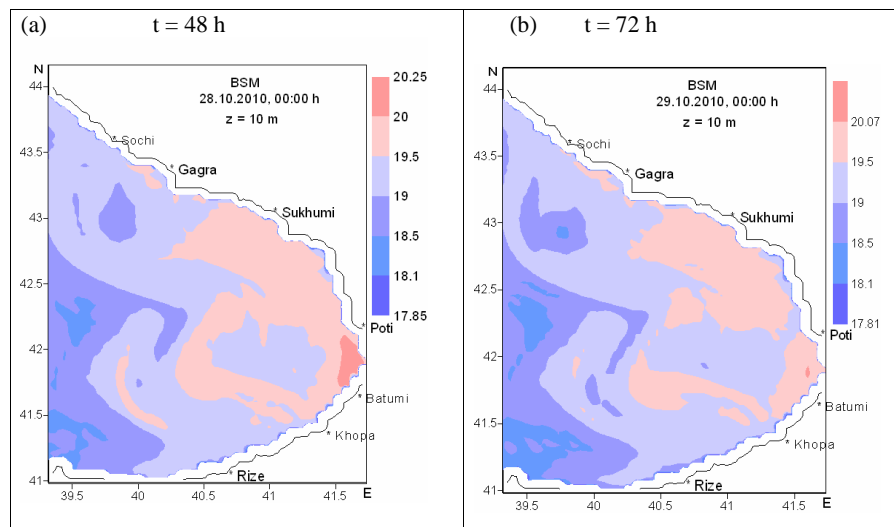 (a) t = 48 h
N
BSM
28.10.2010, 00:00 h
z = 10 m
44
43.5
43
42.5
42
41.5
41
39.5 40 40.5 41 41.5
E
* Sochi
* Gagra
* Sukhumi
*
Poti
* Batumi
* Khopa
* Rize
20.25
20
19.5
19
18.5
18.1
17.85
(b) t = 72 h
N
BSM
29.10.2010, 00:00 h
z = 10 m
44
43.5
43
42.5
42
41.5
41
39.5 40 40.5 41 41.5
E
* Sochi
* Gagra
* Sukhumi
*
Poti
* Batumi
* Khopa
* Rize
20.07
19.5
19
18.5
18.1
17.81